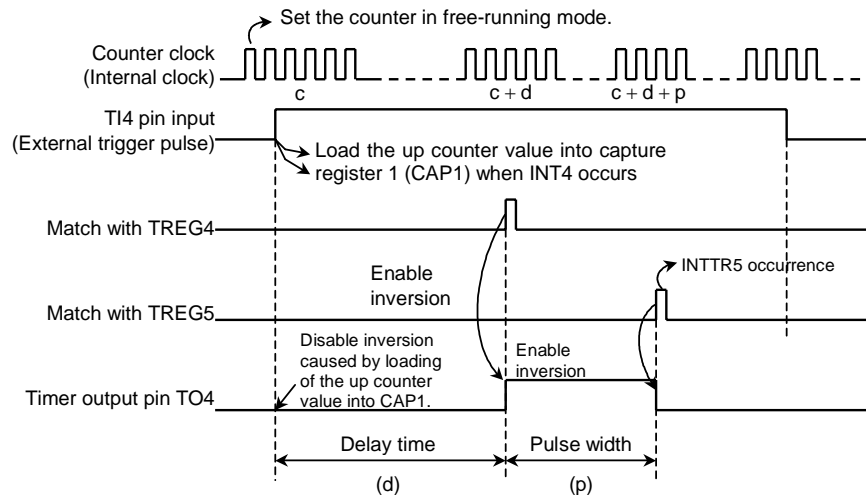 Set the counter in free-running mode.
Counter clock
(Internal clock)
c
c + d
c + d + p
TI4 pin input
(External trigger pulse)
Load the up counter value into capture
register 1 (CAP1) when INT4 occurs
Match with TREG4
Enable
inversion
INTTR5 occurrence
Match with TREG5
Disable inversion
caused by loading
of the up counter
value into CAP1.
Enable
inversion
Timer output pin TO4
Delay time
Pulse width
(d)
(p)